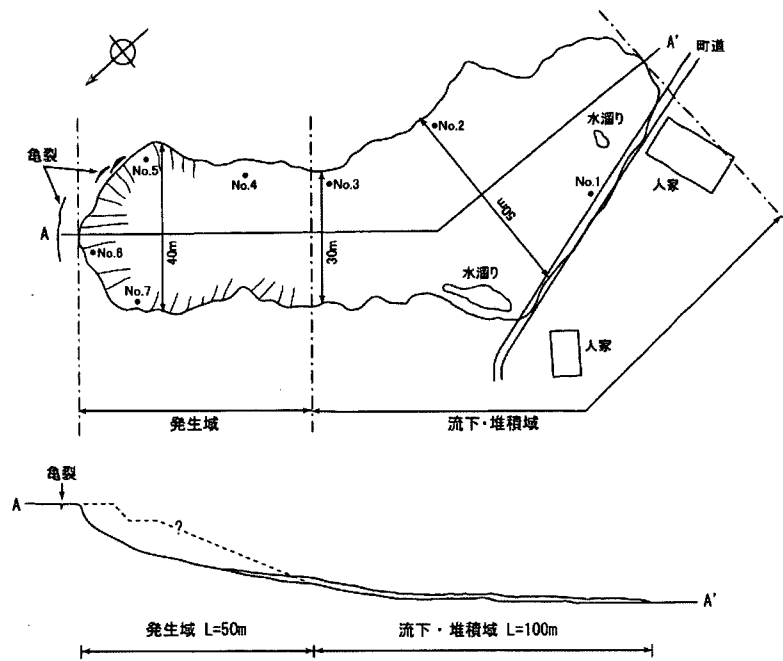 A'
町道
亀裂
No.5
No.4
No.3
No.2
水溜り
No.1
人家
A
No.6
No.7
40m
30m
50m
水溜り
人家
発生域
流下・堆積域
亀裂
A
?
A'
発生域 L=50m
流下・堆積域 L=100m